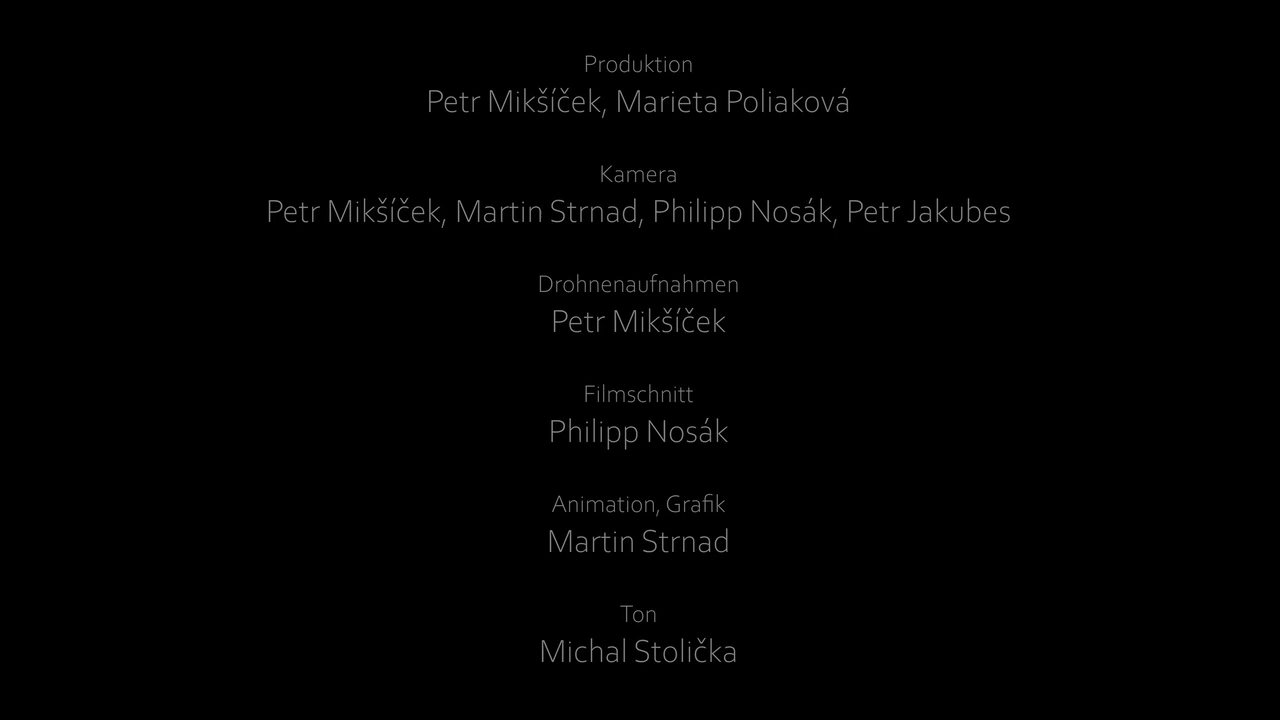 Produktion
Petr Mikšíček, Marieta Poliaková
Kamera
Petr Mikšíček, Martin Strnad, Philipp Nosák, Petr Jakubes
Drohnenaufnahmen
Petr Mikšíček
Filmschnitt
Philipp Nosák
Animation, Grafik
Martin Strnad
Ton
Michal Stolička